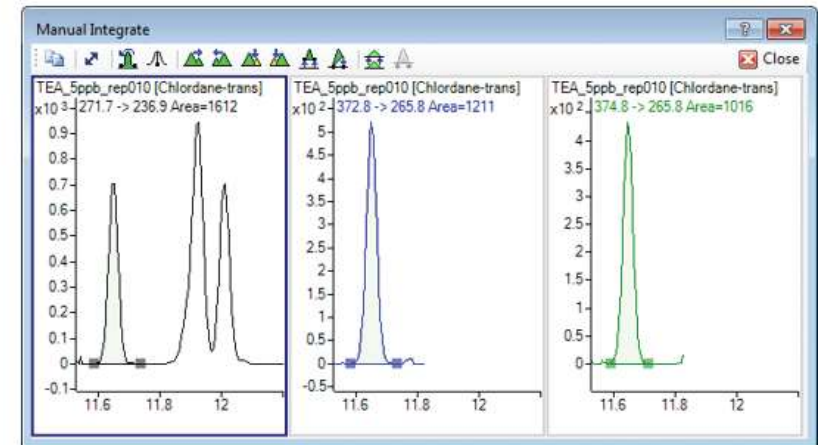 Manual Integrate
Close
TEA_5ppb_rep010 [Chlordane-trans]
x10 3 271.7 -> 236.9 Area=1612
0.9
0.8
0.7
0.6
0.5
0.4
0.3
0.2
0.1
0
-0.1
11.6 11.8 12
TEA_5ppb_rep010 [Chlordane-trans]
x10 2 372.8 -> 265.8 Area=1211
5
4.5
4
3.5
3
2.5
2
1.5
1
0.5
0
-0.5
11.6 11.8 12
TEA_5ppb_rep010 [Chlordane-trans]
x10 2 374.8 -> 265.8 Area=1016
4
3.5
3
2.5
2
1.5
1
0.5
0
11.6 11.8 12